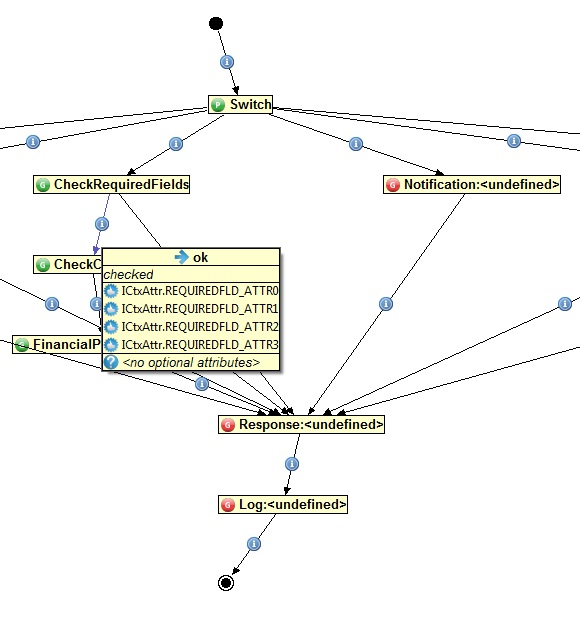 Switch
CheckRequiredFields
Notification:<undefined>
ok
checked
ICtxAttr.REQUIREDFLD_ATTR0
ICtxAttr.REQUIREDFLD_ATTR1
ICtxAttr.REQUIREDFLD_ATTR2
ICtxAttr.REQUIREDFLD_ATTR3
<no optional attributes>
CheckC
FinancialP
Response:<undefined>
Log:<undefined>